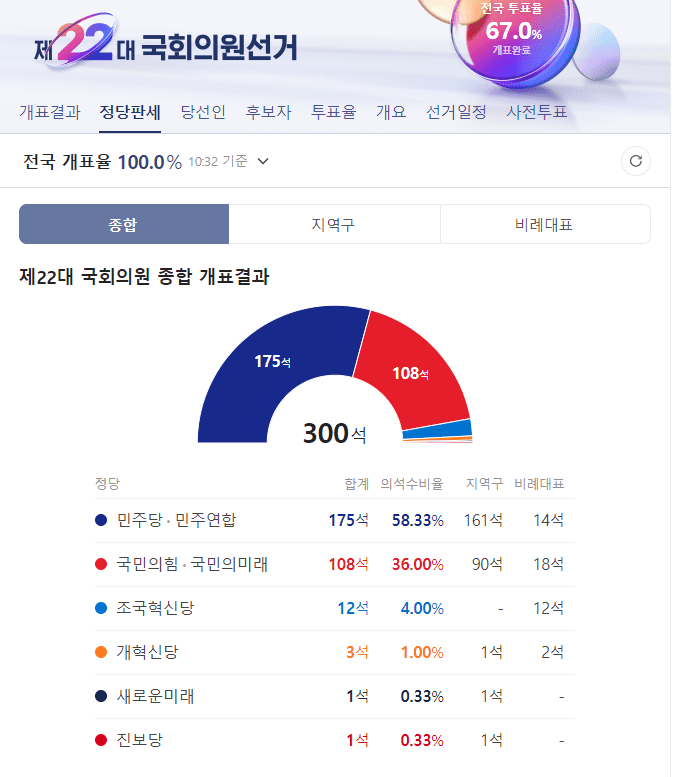 전국 투표율
67.0%
개표완료
제22대 국회의원선거
개표결과 정당판세 당선인 후보자 투표율 개요 선거일정 사전투표
전국 개표율 100.0% 10:32 기준
종합 지역구 비례대표
제22대 국회의원 종합 개표결과
175석
108석
300석
정당 합계 의석수비율 지역구 비례대표
민주당·민주연합 175석 58.33% 161석 14석
국민의힘·국민의미래 108석 36.00% 90석 18석
조국혁신당 12석 4.00% - 12석
개혁신당 3석 1.00% 1석 2석
새로운미래 1석 0.33% 1석 -
진보당 1석 0.33% 1석 -